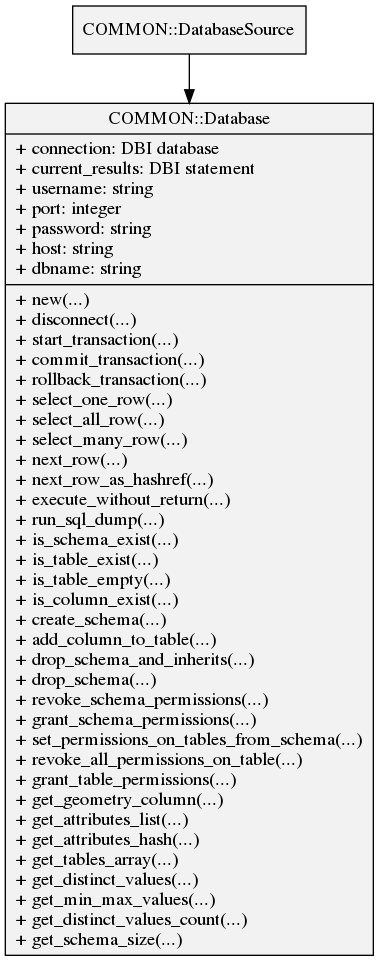 COMMON::DatabaseSource
COMMON::Database
+ connection: DBI database
+ current_results: DBI statement
+ username: string
+ port: integer
+ password: string
+ host: string
+ dbname: string
+ new(...)
+ disconnect(...)
+ start_transaction(...)
+ commit_transaction(...)
+ rollback_transaction(...)
+ select_one_row(...)
+ select_all_row(...)
+ select_many_row(...)
+ next_row(...)
+ next_row_as_hashref(...)
+ execute_without_return(...)
+ run_sql_dump(...)
+ is_schema_exist(...)
+ is_table_exist(...)
+ is_table_empty(...)
+ is_column_exist(...)
+ create_schema(...)
+ add_column_to_table(...)
+ drop_schema_and_inherits(...)
+ drop_schema(...)
+ revoke_schema_permissions(...)
+ grant_schema_permissions(...)
+ set_permissions_on_tables_from_schema(...)
+ revoke_all_permissions_on_table(...)
+ grant_table_permissions(...)
+ get_geometry_column(...)
+ get_attributes_list(...)
+ get_attributes_hash(...)
+ get_tables_array(...)
+ get_distinct_values(...)
+ get_min_max_values(...)
+ get_distinct_values_count(...)
+ get_schema_size(...)